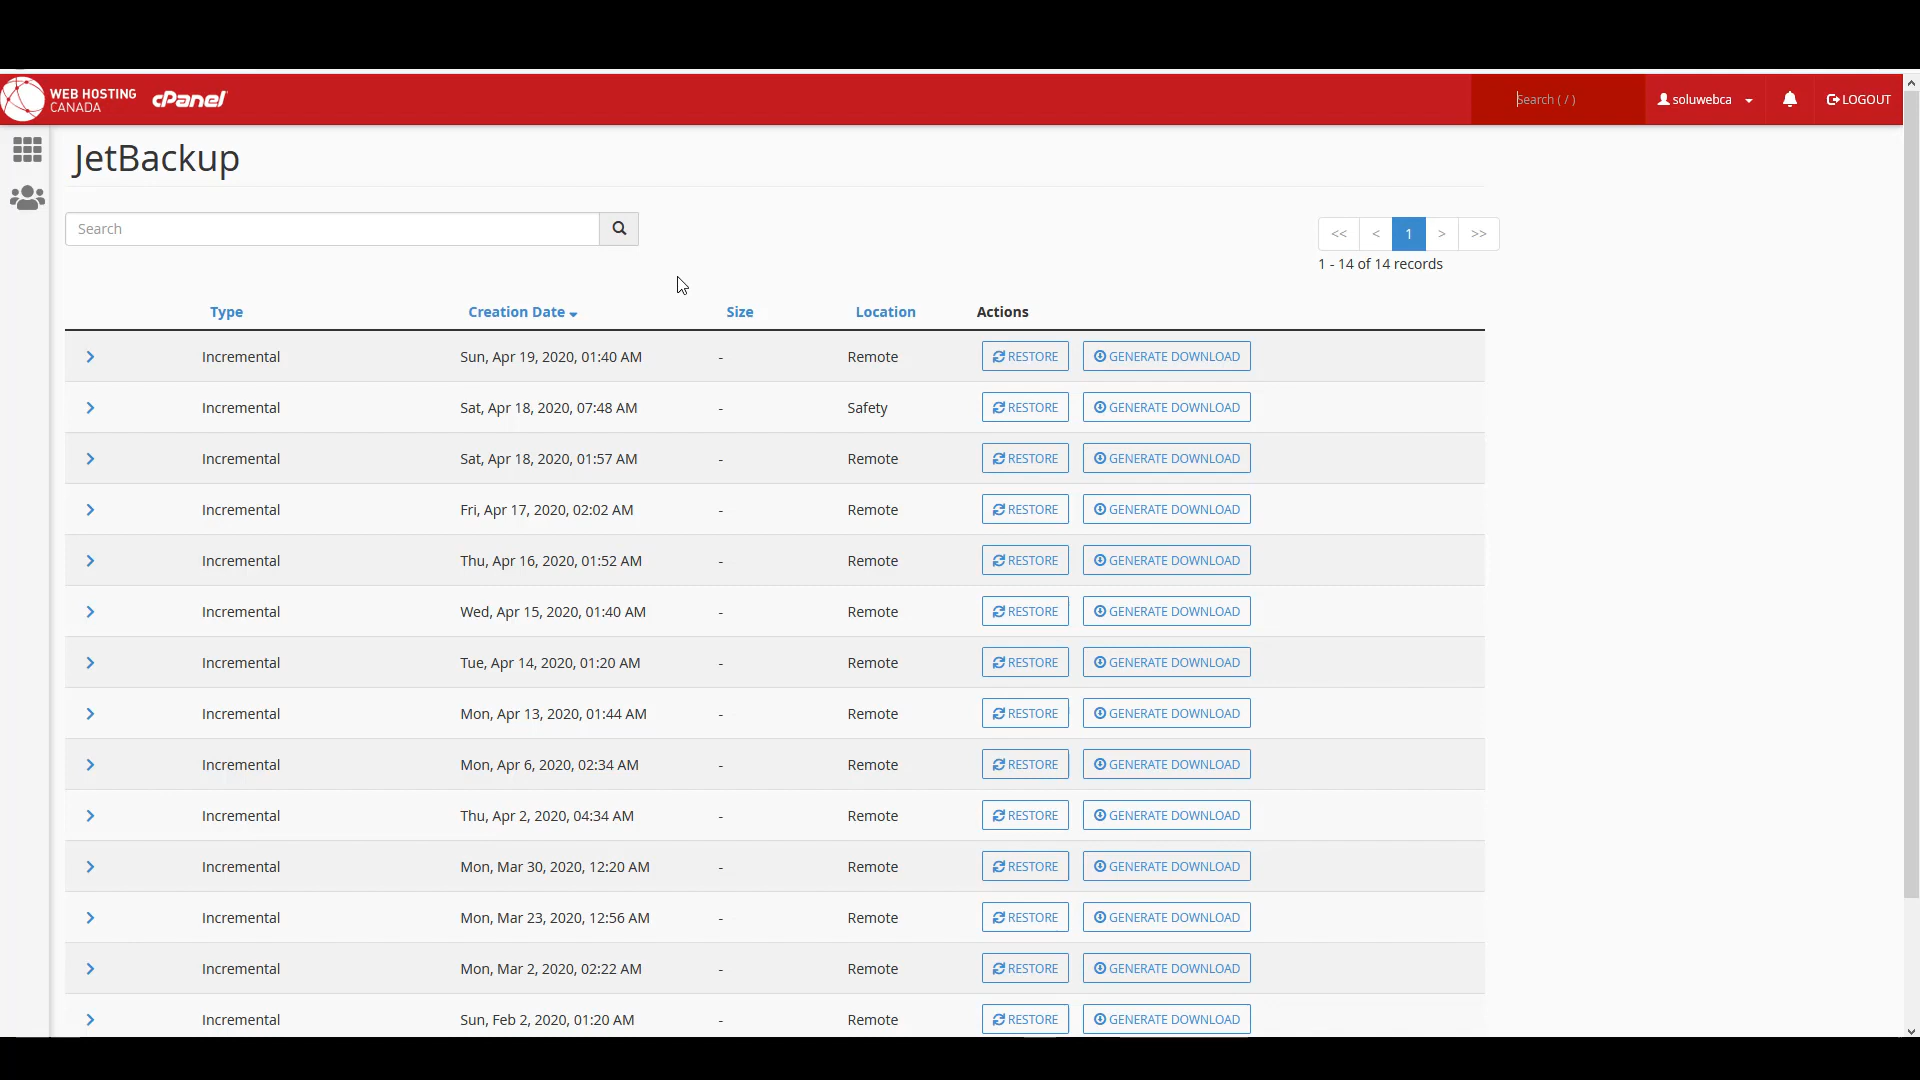 WEB HOSTING
CANADA
cPanel
Search ( / )
soluwebca
LOGOUT
JetBackup
Search
<< < 1 > >>
1 - 14 of 14 records
Type Creation Date Size Location Actions
Incremental Sun, Apr 19, 2020, 01:40 AM - Remote RESTORE GENERATE DOWNLOAD
Incremental Sat, Apr 18, 2020, 07:48 AM - Safety RESTORE GENERATE DOWNLOAD
Incremental Sat, Apr 18, 2020, 01:57 AM - Remote RESTORE GENERATE DOWNLOAD
Incremental Fri, Apr 17, 2020, 02:02 AM - Remote RESTORE GENERATE DOWNLOAD
Incremental Thu, Apr 16, 2020, 01:52 AM - Remote RESTORE GENERATE DOWNLOAD
Incremental Wed, Apr 15, 2020, 01:40 AM - Remote RESTORE GENERATE DOWNLOAD
Incremental Tue, Apr 14, 2020, 01:20 AM - Remote RESTORE GENERATE DOWNLOAD
Incremental Mon, Apr 13, 2020, 01:44 AM - Remote RESTORE GENERATE DOWNLOAD
Incremental Mon, Apr 6, 2020, 02:34 AM - Remote RESTORE GENERATE DOWNLOAD
Incremental Thu, Apr 2, 2020, 04:34 AM - Remote RESTORE GENERATE DOWNLOAD
Incremental Mon, Mar 30, 2020, 12:20 AM - Remote RESTORE GENERATE DOWNLOAD
Incremental Mon, Mar 23, 2020, 12:56 AM - Remote RESTORE GENERATE DOWNLOAD
Incremental Mon, Mar 2, 2020, 02:22 AM - Remote RESTORE GENERATE DOWNLOAD
Incremental Sun, Feb 2, 2020, 01:20 AM - Remote RESTORE GENERATE DOWNLOAD